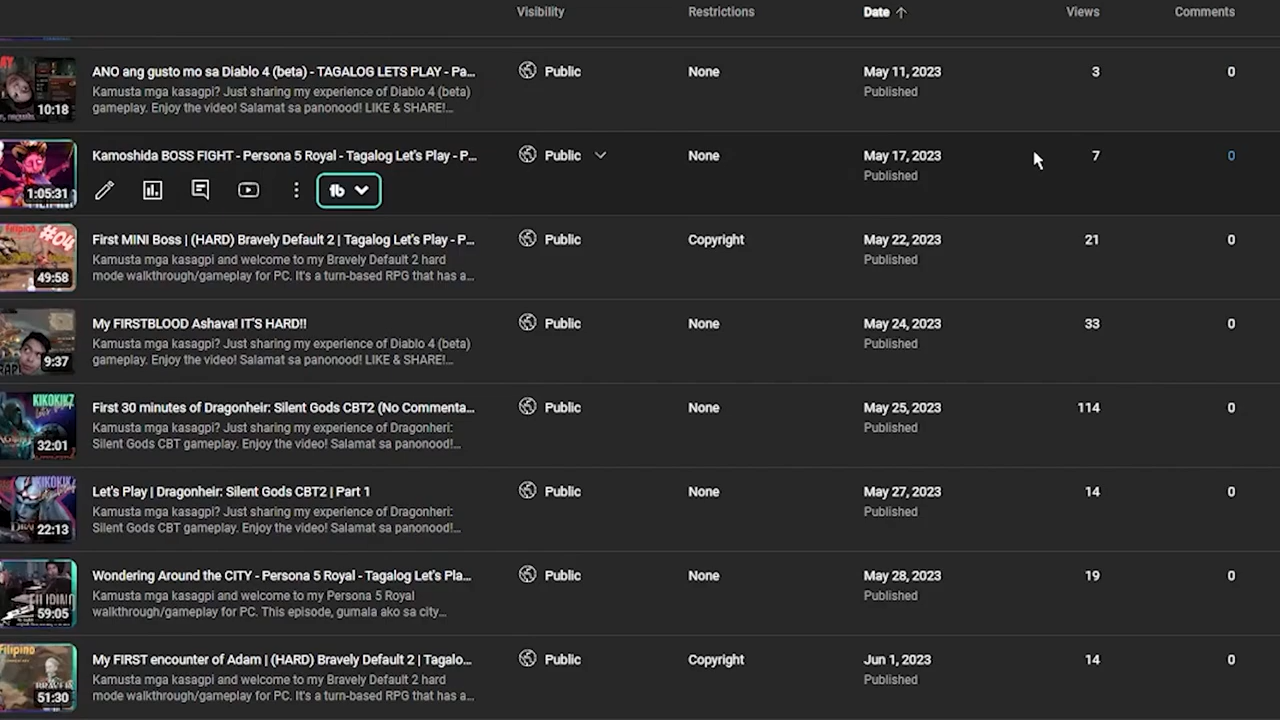 Visibility Restrictions Date Views Comments
ANO ang gusto mo sa Diablo 4 (beta) - TAGALOG LETS PLAY - Pa... Public None May 11, 2023 3 0
Kamusta mga kasagpi? Just sharing my experience of Diablo 4 (beta) Published
gameplay. Enjoy the video! Salamat sa panonood! LIKE & SHARE!...
10:18
Kamoshida BOSS FIGHT - Persona 5 Royal - Tagalog Let's Play - P... Public None May 17, 2023 7 0
Published
1:05:31
First MINI Boss | (HARD) Bravely Default 2 | Tagalog Let's Play - P... Public Copyright May 22, 2023 21 0
Kamusta mga kasagpi and welcome to my Bravely Default 2 hard Published
mode walkthrough/gameplay for PC. It's a turn-based RPG that has a...
Filipino
#04
49:58
My FIRSTBLOOD Ashava! IT'S HARD!! Public None May 24, 2023 33 0
Kamusta mga kasagpi? Just sharing my experience of Diablo 4 (beta) Published
gameplay. Enjoy the video! Salamat sa panonood! LIKE & SHARE!...
9:37
First 30 minutes of Dragonheir: Silent Gods CBT2 (No Commenta... Public None May 25, 2023 114 0
Kamusta mga kasagpi? Just sharing my experience of Dragonheri: Published
Silent Gods CBT gameplay. Enjoy the video! Salamat sa panonood!...
KIKOKIKZ
32:01
Let's Play | Dragonheir: Silent Gods CBT2 | Part 1 Public None May 27, 2023 14 0
Kamusta mga kasagpi? Just sharing my experience of Dragonheri: Published
Silent Gods CBT gameplay. Enjoy the video! Salamat sa panonood!...
22:13
Wondering Around the CITY - Persona 5 Royal - Tagalog Let's Pla... Public None May 28, 2023 19 0
Kamusta mga kasagpi and welcome to my Persona 5 Royal Published
walkthrough/gameplay for PC. This episode, gumala ako sa city...
59:05
My FIRST encounter of Adam | (HARD) Bravely Default 2 | Tagalo... Public Copyright Jun 1, 2023 14 0
Kamusta mga kasagpi and welcome to my Bravely Default 2 hard Published
mode walkthrough/gameplay for PC. It's a turn-based RPG that has a...
Filipino
51:30